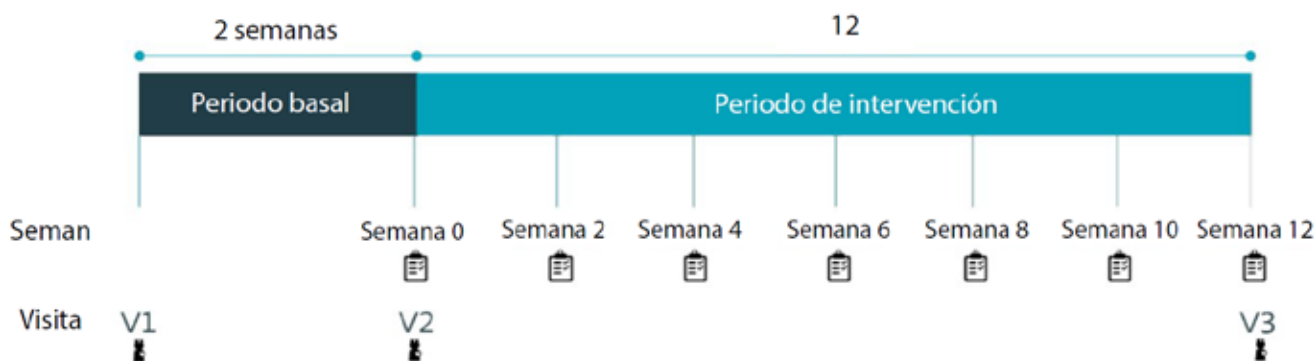 2 semanas
12
Periodo basal
Periodo de intervención
Seman
Semana 0
Semana 2
Semana 4
Semana 6
Semana 8
Semana 10
Semana 12
Visita
V1
V2
V3